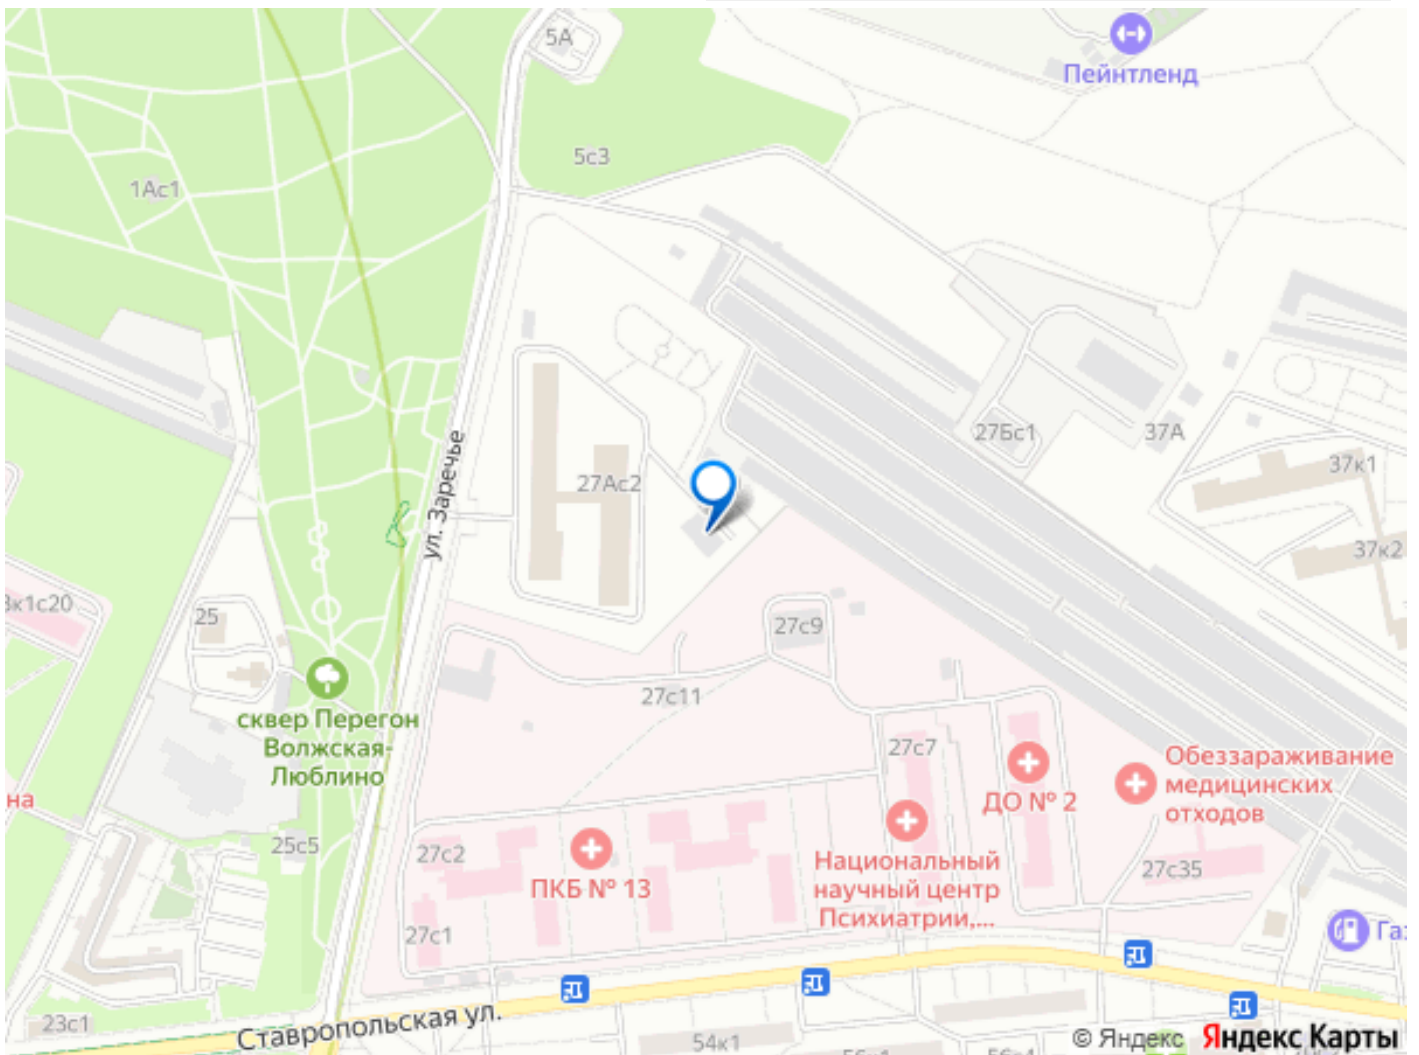 5А
Пейнтленд
5с3
1Ас1
27Бс1
37А
37к1
ул. Заречье
27Ас2
37к2
25
27с9
27с11
сквер Перегон
Волжская-
Люблино
27с7
Обеззараживание
медицинских
отходов
ДО № 2
на
25с5
27с2
ПКБ № 13
Национальный
научный центр
Психиатрии,...
27с35
27с1
Ставропольская ул.
23с1
54к1
© Яндекс Яндекс Карты